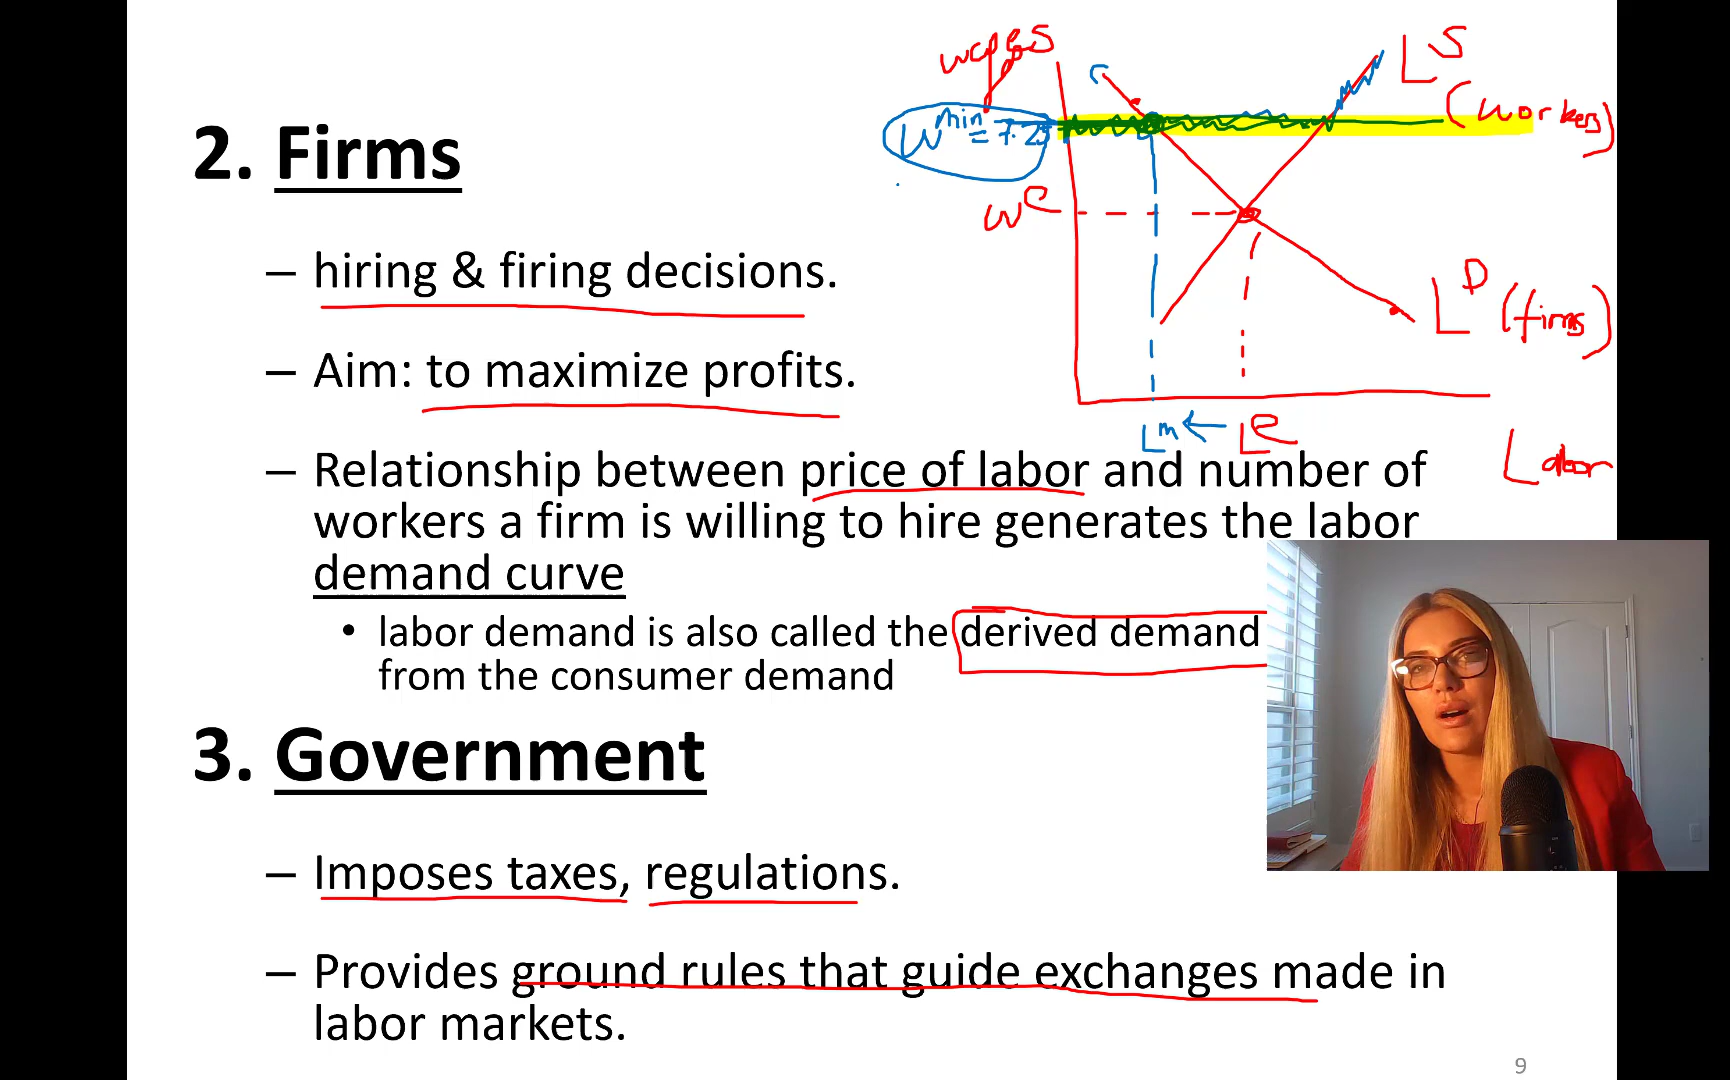 wages
L^S
(workers)
W^min = 7.25
2. Firms
W^e
– hiring & firing decisions.
L^D (firms)
– Aim: to maximize profits.
L^m ← L^e
Labor
– Relationship between price of labor and number of
workers a firm is willing to hire generates the labor
demand curve
• labor demand is also called the derived demand
from the consumer demand
3. Government
– Imposes taxes, regulations.
– Provides ground rules that guide exchanges made in
labor markets.
9